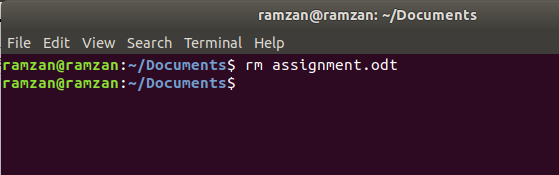 ramzan@ramzan: ~/Documents
File Edit View Search Terminal Help
ramzan@ramzan:~/Documents$ rm assignment.odt
ramzan@ramzan:~/Documents$